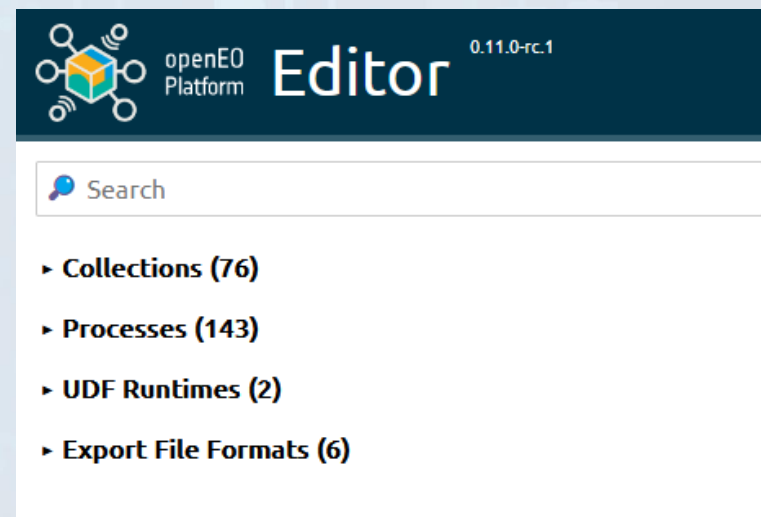 openEO
Platform
Editor
0.11.0-rc.1
Search
Collections (76)
Processes (143)
UDF Runtimes (2)
Export File Formats (6)